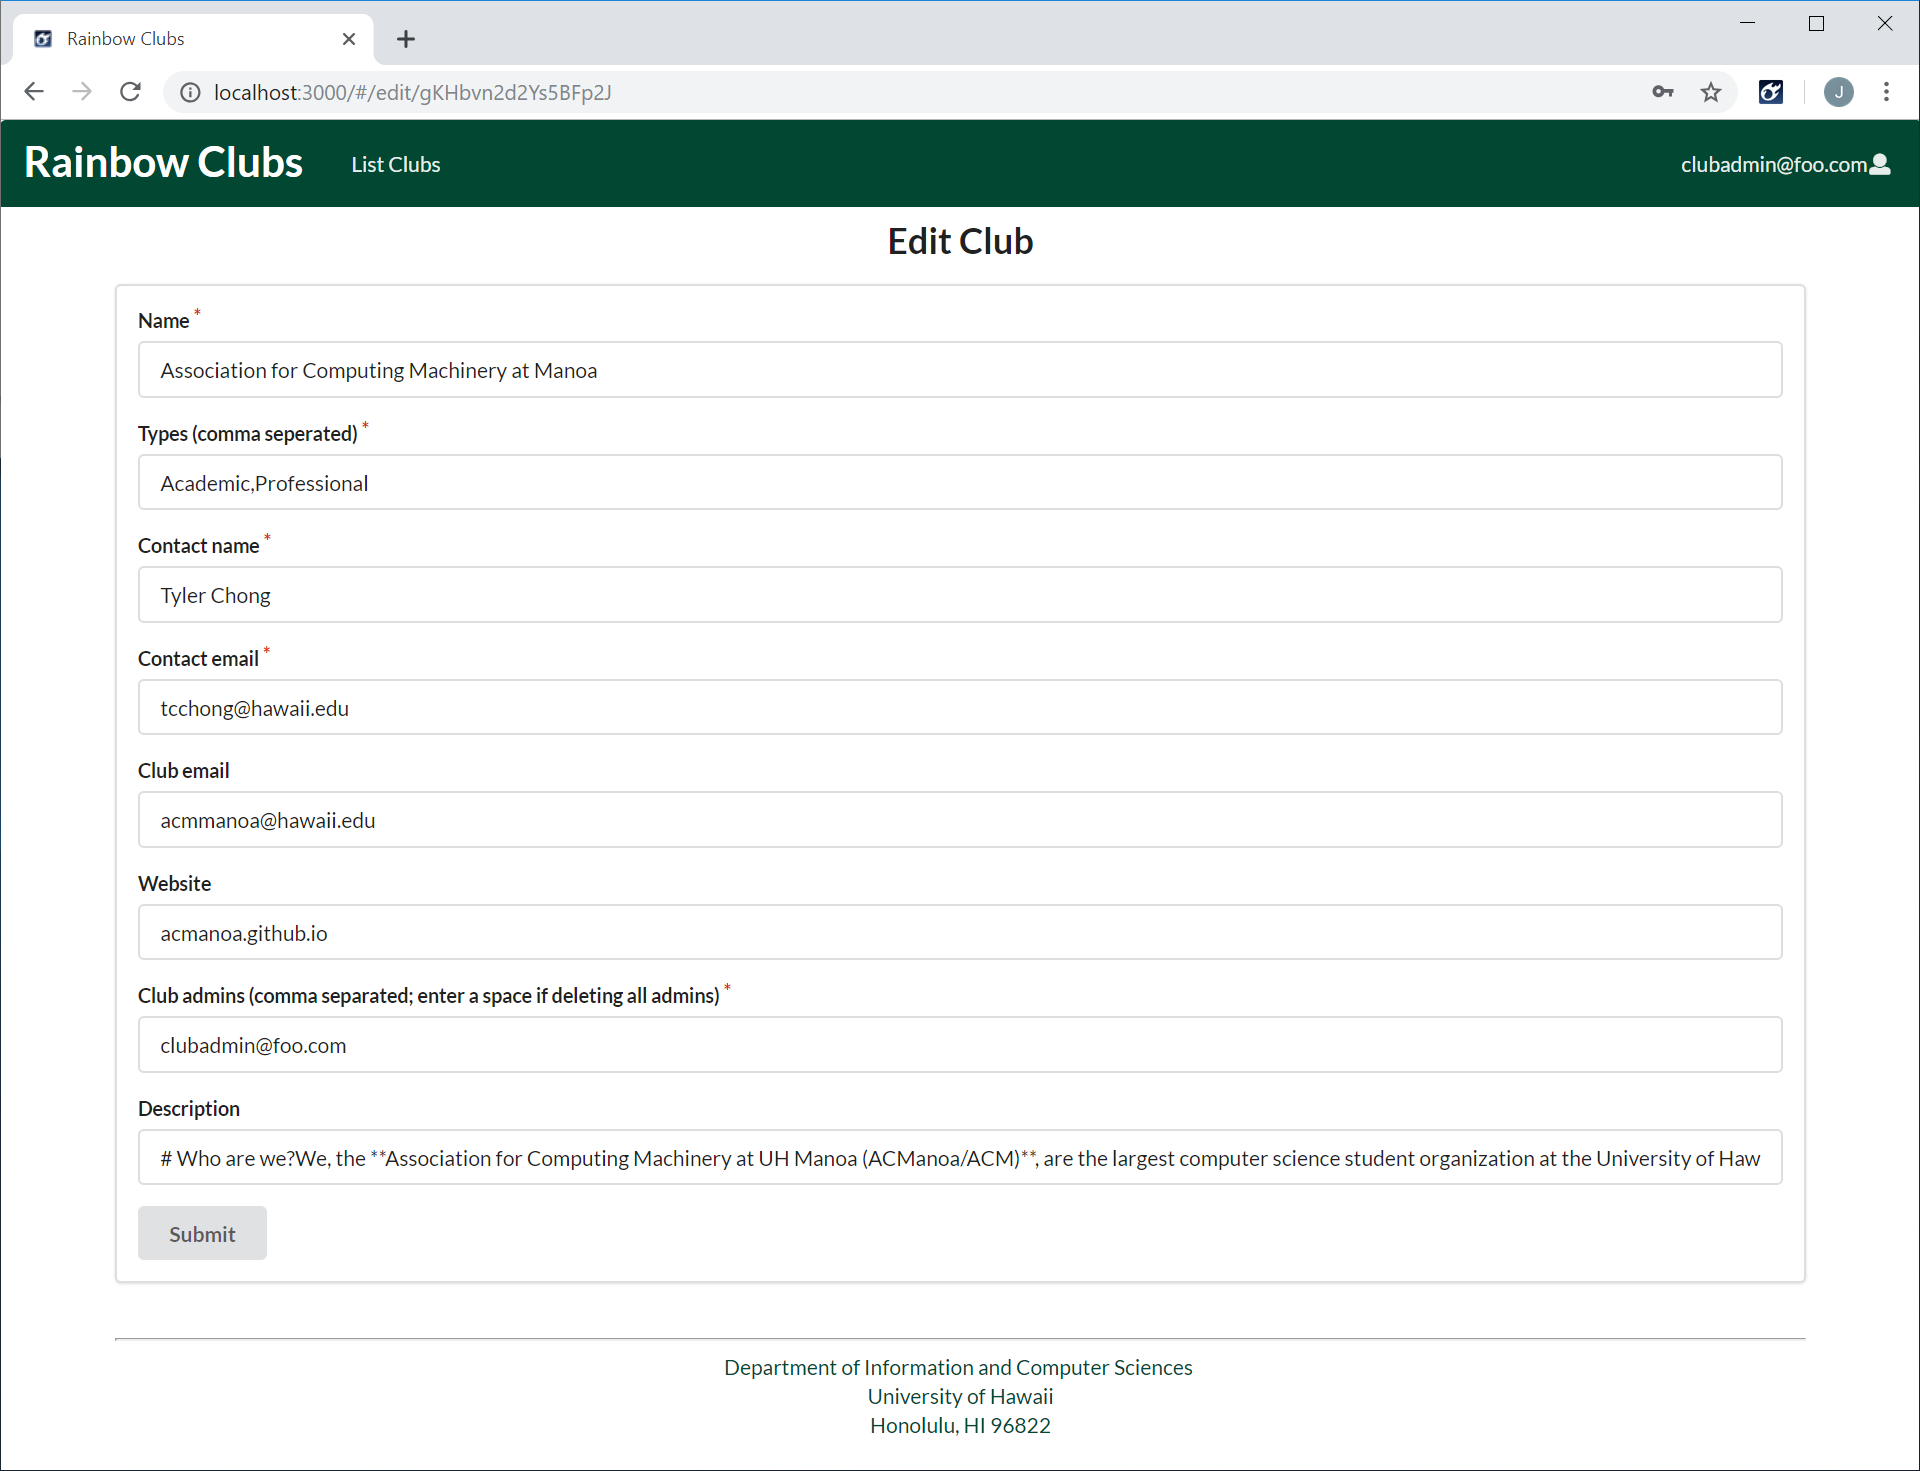 Rainbow Clubs
localhost:3000/#/edit/gKHbvn2d2Ys5BFp2J
J
Rainbow Clubs List Clubs clubadmin@foo.com
Edit Club
Name *
Association for Computing Machinery at Manoa
Types (comma seperated) *
Academic,Professional
Contact name *
Tyler Chong
Contact email *
tcchong@hawaii.edu
Club email
acmmanoa@hawaii.edu
Website
acmanoa.github.io
Club admins (comma separated; enter a space if deleting all admins) *
clubadmin@foo.com
Description
# Who are we?We, the **Association for Computing Machinery at UH Manoa (ACManoa/ACM)**, are the largest computer science student organization at the University of Haw
Submit
Department of Information and Computer Sciences
University of Hawaii
Honolulu, HI 96822